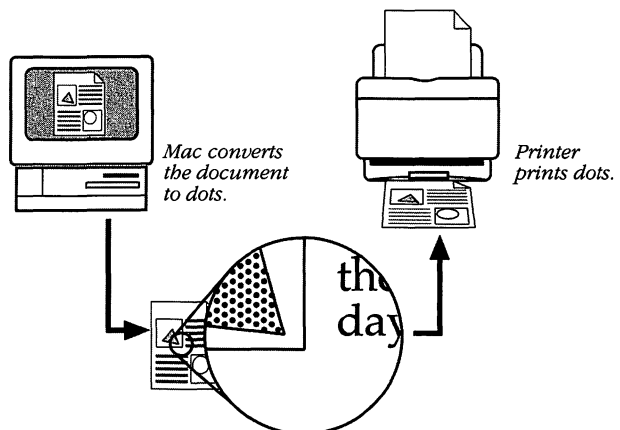 Mac converts
the document
to dots.
Printer
prints dots.
the
day